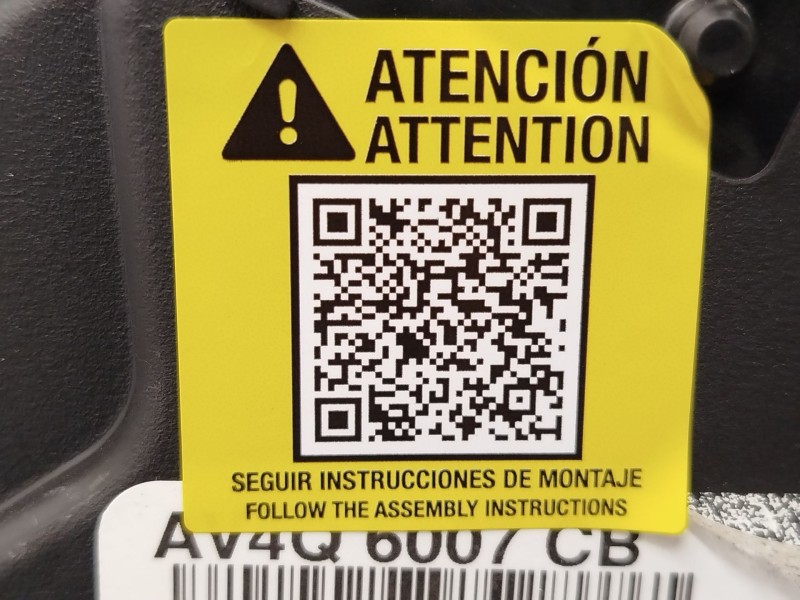 ATENCIÓN
ATTENTION
SEGUIR INSTRUCCIONES DE MONTAJE
FOLLOW THE ASSEMBLY INSTRUCTIONS
AV4Q 6007 CB